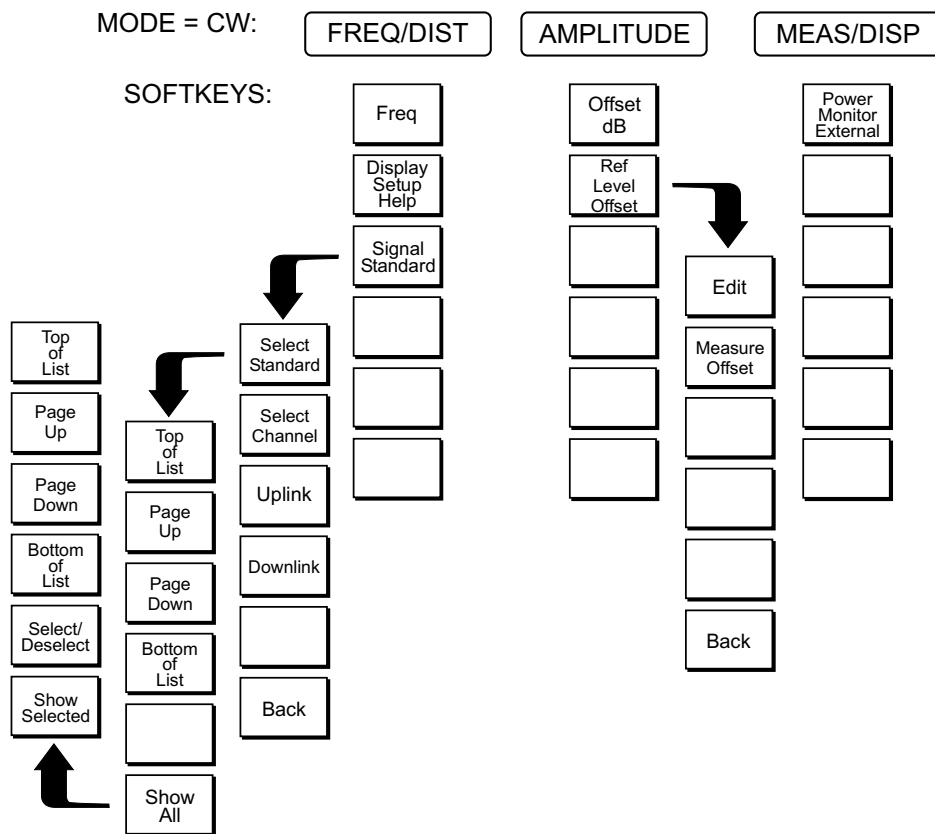 MODE = CW:
FREQ/DIST
AMPLITUDE
MEAS/DISP
SOFTKEYS:
Freq
Display
Setup
Help
Signal
Standard
Offset
dB
Ref
Level
Offset
Power
Monitor
External
Edit
Measure
Offset
Back
Select
Standard
Select
Channel
Uplink
Downlink
Back
Top
of
List
Page
Up
Page
Down
Bottom
of
List
Show
All
Top
of
List
Page
Up
Page
Down
Bottom
of
List
Select/
Deselect
Show
Selected